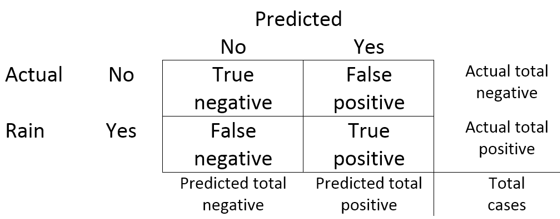 Predicted
No Yes
Actual No True False Actual total
negative positive negative
Rain Yes False True Actual total
negative positive positive
Predicted total Predicted total Total
negative positive cases